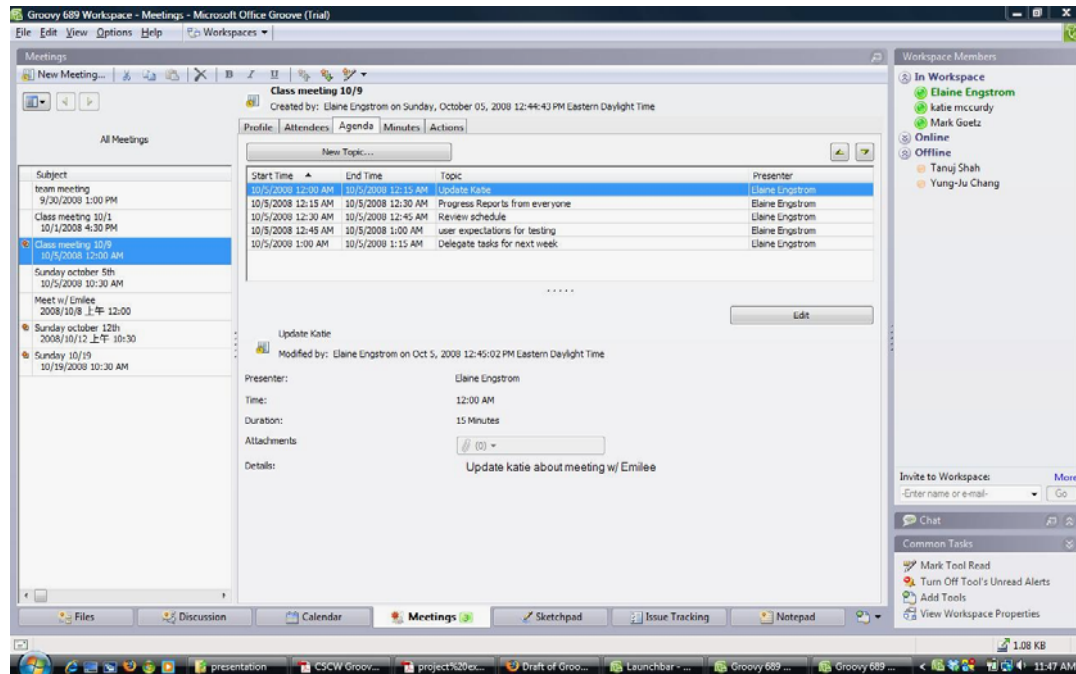 Groovy 689 Workspace - Meetings - Microsoft Office Groove (Trial)
File Edit View Options Help Workspaces
Meetings
New Meeting... B I U
Class meeting 10/9
Created by: Elaine Engstrom on Sunday, October 05, 2008 12:44:43 PM Eastern Daylight Time
All Meetings
Profile Attendees Agenda Minutes Actions
New Topic...
Subject
team meeting
9/30/2008 1:00 PM
Class meeting 10/1
10/1/2008 4:30 PM
Class meeting 10/9
10/5/2008 12:00 AM
Sunday october 5th
10/5/2008 10:30 AM
Meet w/ Emilee
2008/10/8 上午 12:00
Sunday october 12th
2008/10/12 上午 10:30
Sunday 10/19
10/19/2008 10:30 AM
Start Time End Time Topic Presenter
10/5/2008 12:00 AM 10/5/2008 12:15 AM Update Katie Elaine Engstrom
10/5/2008 12:15 AM 10/5/2008 12:30 AM Progress Reports from everyone Elaine Engstrom
10/5/2008 12:30 AM 10/5/2008 12:45 AM Review schedule Elaine Engstrom
10/5/2008 12:45 AM 10/5/2008 1:00 AM user expectations for testing Elaine Engstrom
10/5/2008 1:00 AM 10/5/2008 1:15 AM Delegate tasks for next week Elaine Engstrom
Edit
Update Katie
Modified by: Elaine Engstrom on Oct 5, 2008 12:45:02 PM Eastern Daylight Time
Presenter: Elaine Engstrom
Time: 12:00 AM
Duration: 15 Minutes
Attachments (0)
Details: Update katie about meeting w/ Emilee
Workspace Members
In Workspace
Elaine Engstrom
katie mccurdy
Mark Goetz
Online
Offline
Tanuj Shah
Yung-Ju Chang
Invite to Workspace: More
-Enter name or e-mail- Go
Chat
Common Tasks
Mark Tool Read
Turn Off Tool's Unread Alerts
Add Tools
View Workspace Properties
Files Discussion Calendar Meetings 3 Sketchpad Issue Tracking Notepad
1.08 KB
presentation CSCW Groov... project%20ex... Draft of Groo... Launchbar - ... Groovy 689 ... Groovy 689 ... 11:47 AM